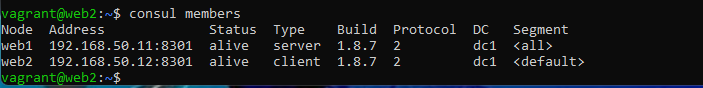 vagrant@web2:~$ consul members
Node  Address             Status  Type    Build  Protocol  DC   Segment
web1  192.168.50.11:8301  alive   server  1.8.7  2         dc1  <all>
web2  192.168.50.12:8301  alive   client  1.8.7  2         dc1  <default>
vagrant@web2:~$